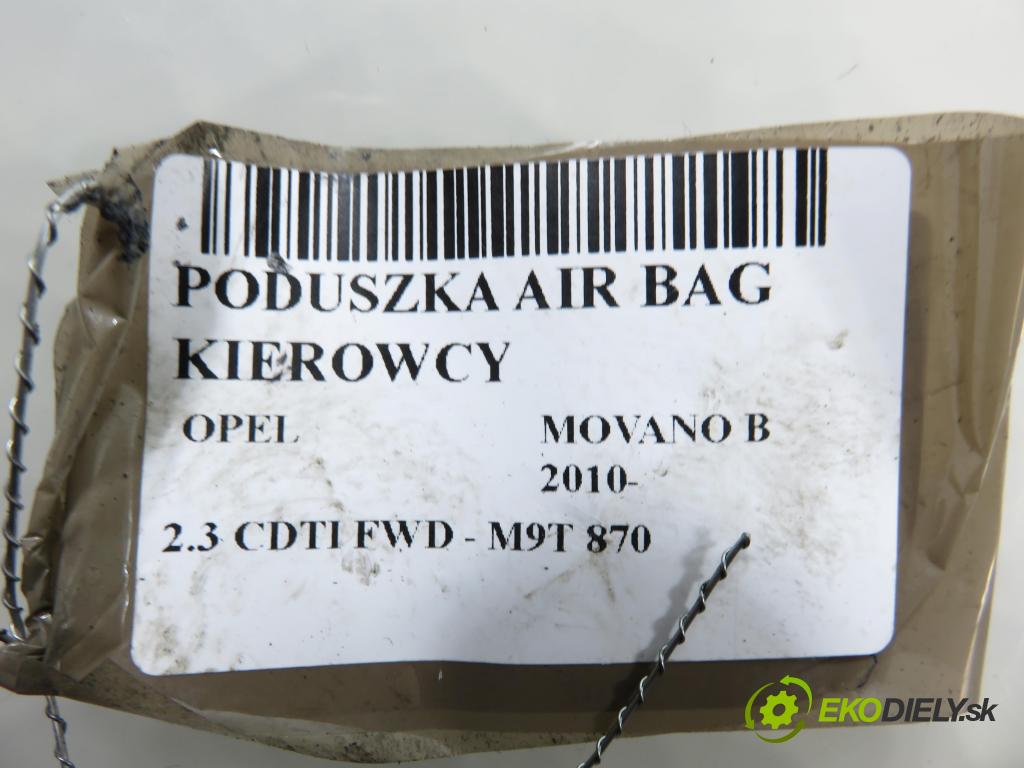 PODUSZKA AIR BAG
KIEROWCY
OPEL MOVANO B
2010-
2.3 CDTI FWD - M9T 870
EKODIELY.sk